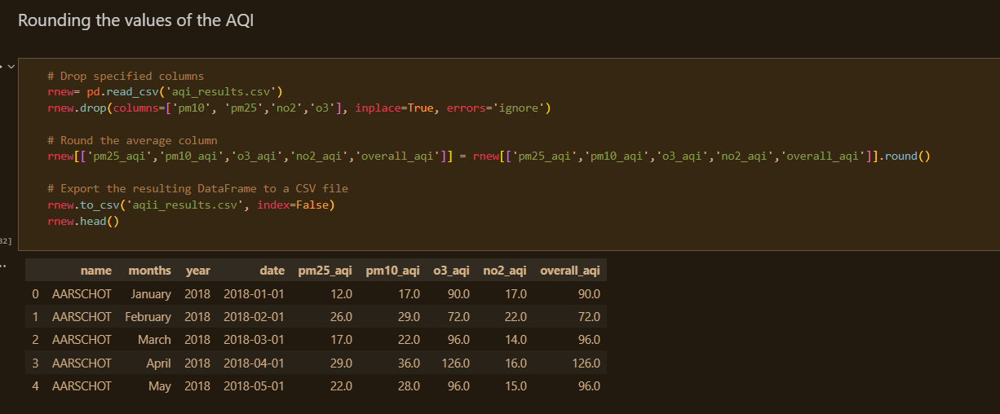 Rounding the values of the AQI
# Drop specified columns
rnew= pd.read_csv('aqi_results.csv')
rnew.drop(columns=['pm10', 'pm25','no2','o3'], inplace=True, errors='ignore')
# Round the average column
rnew[['pm25_aqi','pm10_aqi','o3_aqi','no2_aqi','overall_aqi']] = rnew[['pm25_aqi','pm10_aqi','o3_aqi','no2_aqi','overall_aqi']].round()
# Export the resulting DataFrame to a CSV file
rnew.to_csv('aqii_results.csv', index=False)
rnew.head()
32]
name months year date pm25_aqi pm10_aqi o3_aqi no2_aqi overall_aqi
0 AARSCHOT January 2018 2018-01-01 12.0 17.0 90.0 17.0 90.0
1 AARSCHOT February 2018 2018-02-01 26.0 29.0 72.0 22.0 72.0
2 AARSCHOT March 2018 2018-03-01 17.0 22.0 96.0 14.0 96.0
3 AARSCHOT April 2018 2018-04-01 29.0 36.0 126.0 16.0 126.0
4 AARSCHOT May 2018 2018-05-01 22.0 28.0 96.0 15.0 96.0